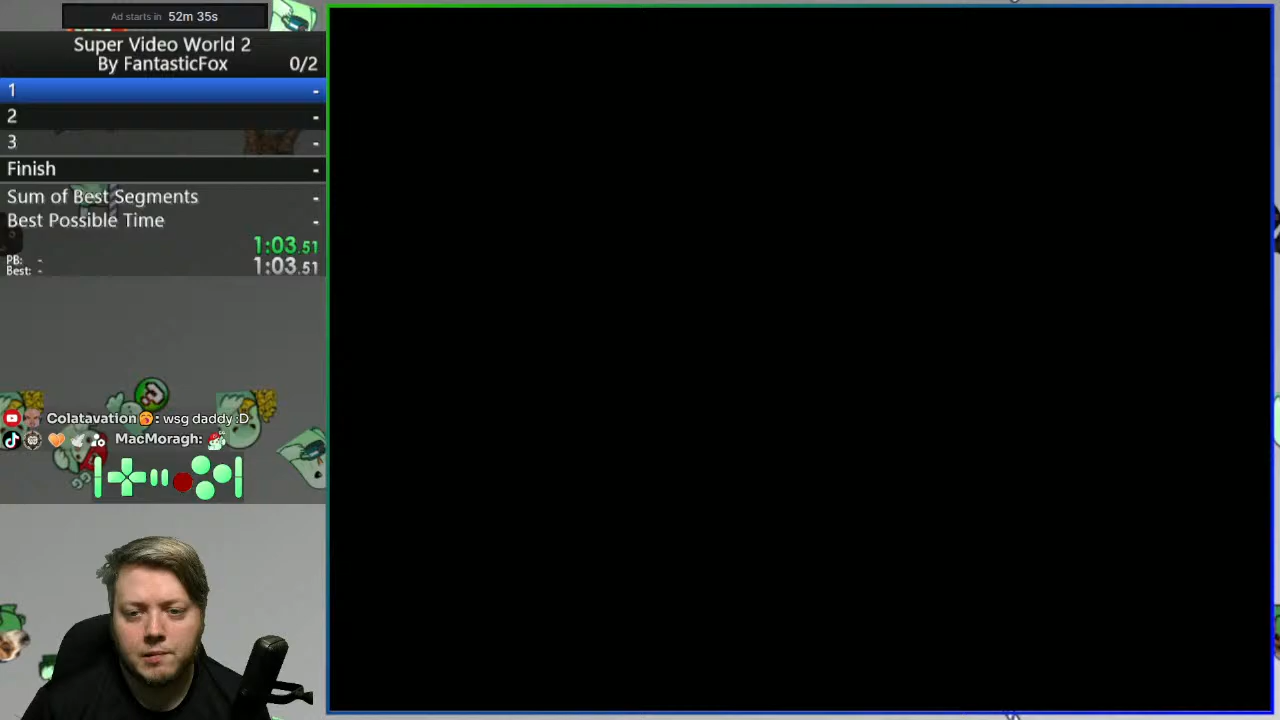 Ad starts in 52m 35s
Super Video World 2
By FantasticFox 0/2
1 -
2 -
3 -
Finish -
Sum of Best Segments -
Best Possible Time -
1:03.51
PB: -
1:03.51
Best: -
Colatavation: wsg daddy :D
MacMoragh: